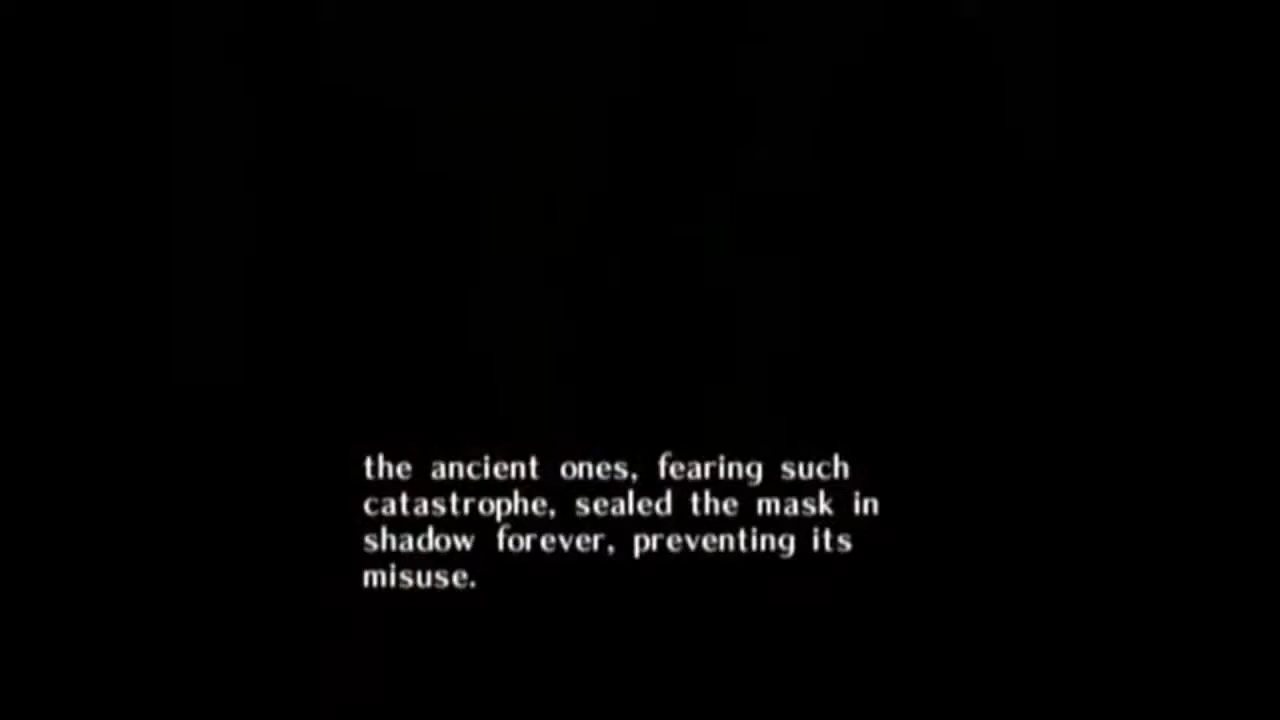 the ancient ones, fearing such
catastrophe, sealed the mask in
shadow forever, preventing its
misuse.